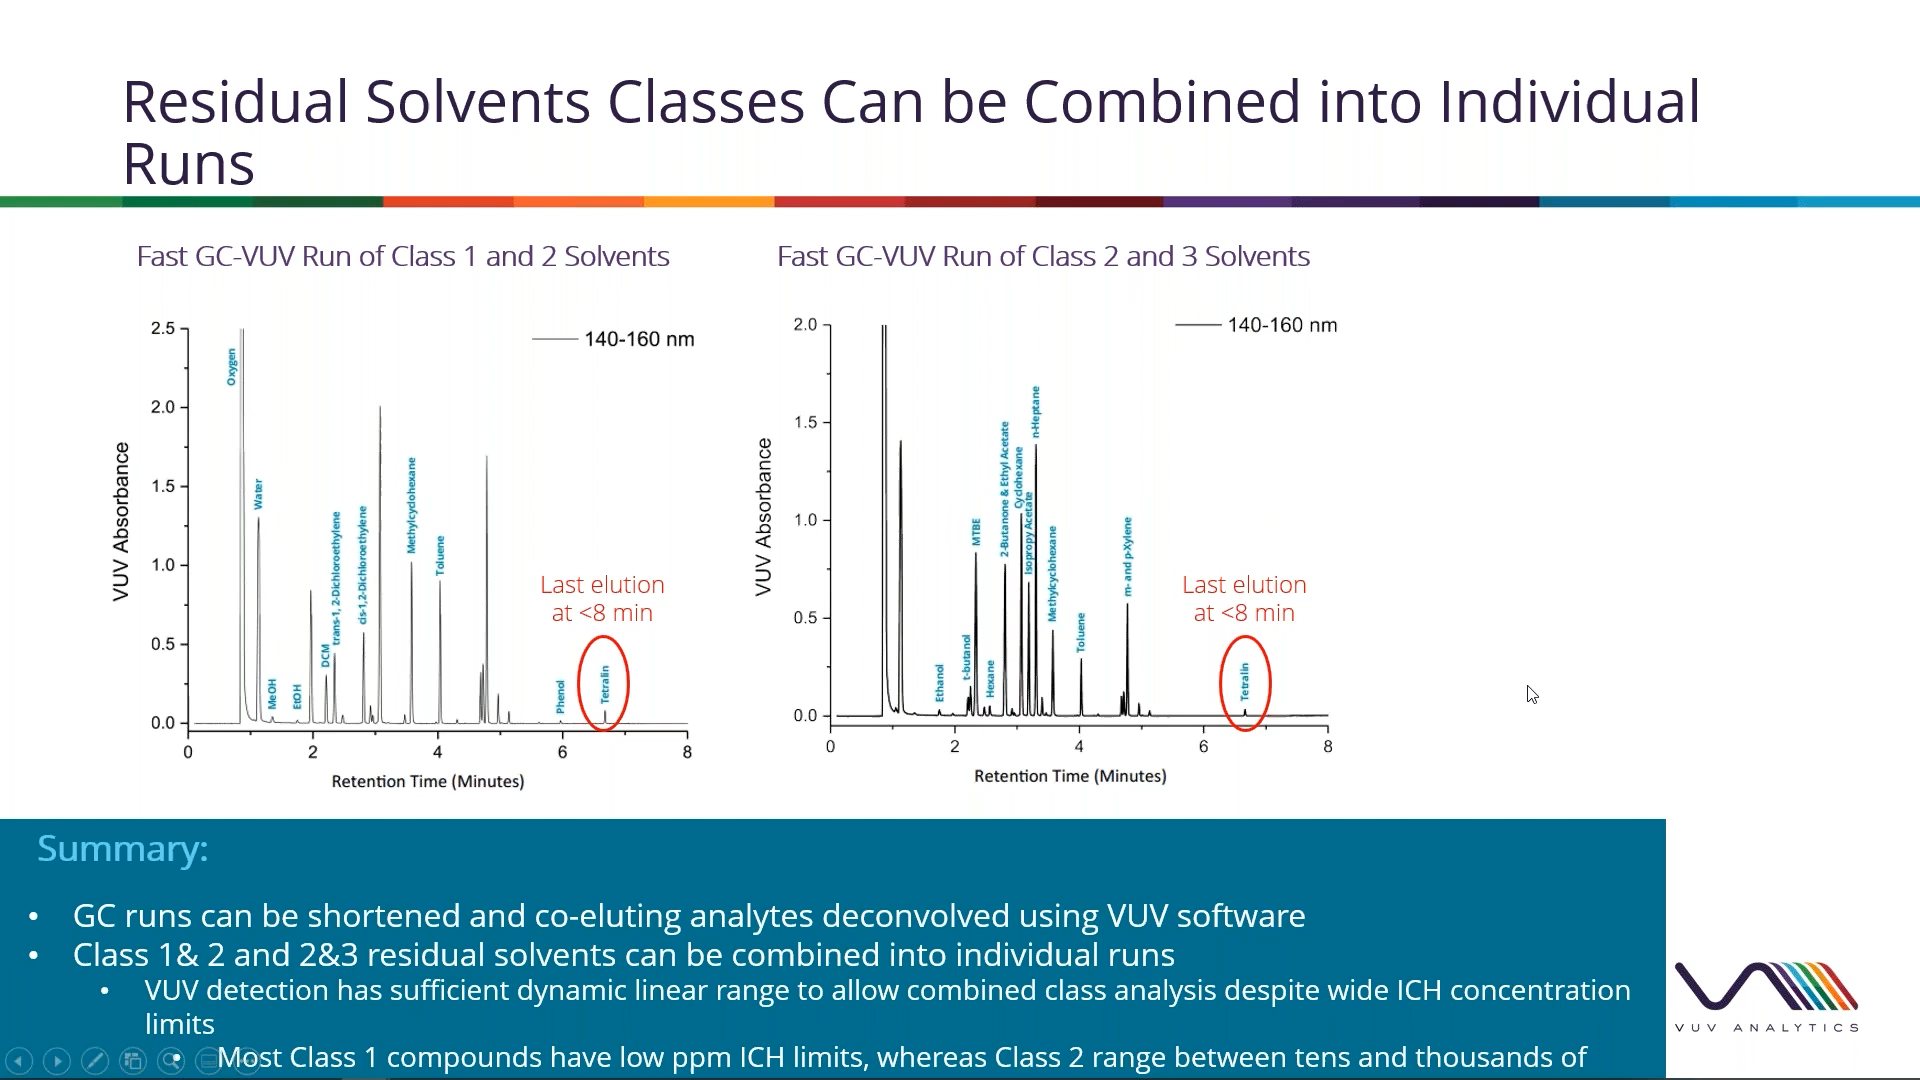 Residual Solvents Classes Can be Combined into Individual
Runs
Fast GC-VUV Run of Class 1 and 2 Solvents
2.5
2.0
1.5
1.0
0.5
0.0
VUV Absorbance
140-160 nm
Oxygen
Water
MeOH
EtOH
DCM
trans-1, 2-Dichloroethylene
cis-1,2-Dichloroethylene
Methylcyclohexane
Toluene
Phenol
Tetralin
Last elution
at <8 min
0 2 4 6 8
Retention Time (Minutes)
Fast GC-VUV Run of Class 2 and 3 Solvents
2.0
1.5
1.0
0.5
0.0
VUV Absorbance
140-160 nm
Ethanol
t-butanol
MTBE
Hexane
2-Butanone & Ethyl Acetate
Cyclohexane
Isopropy Acetate
n-Heptane
Methylcyclohexane
Toluene
m- and p-Xylene
Tetralin
Last elution
at <8 min
0 2 4 6 8
Retention Time (Minutes)
Summary:
• GC runs can be shortened and co-eluting analytes deconvolved using VUV software
• Class 1& 2 and 2&3 residual solvents can be combined into individual runs
• VUV detection has sufficient dynamic linear range to allow combined class analysis despite wide ICH concentration
limits
• Most Class 1 compounds have low ppm ICH limits, whereas Class 2 range between tens and thousands of
VUV ANALYTICS